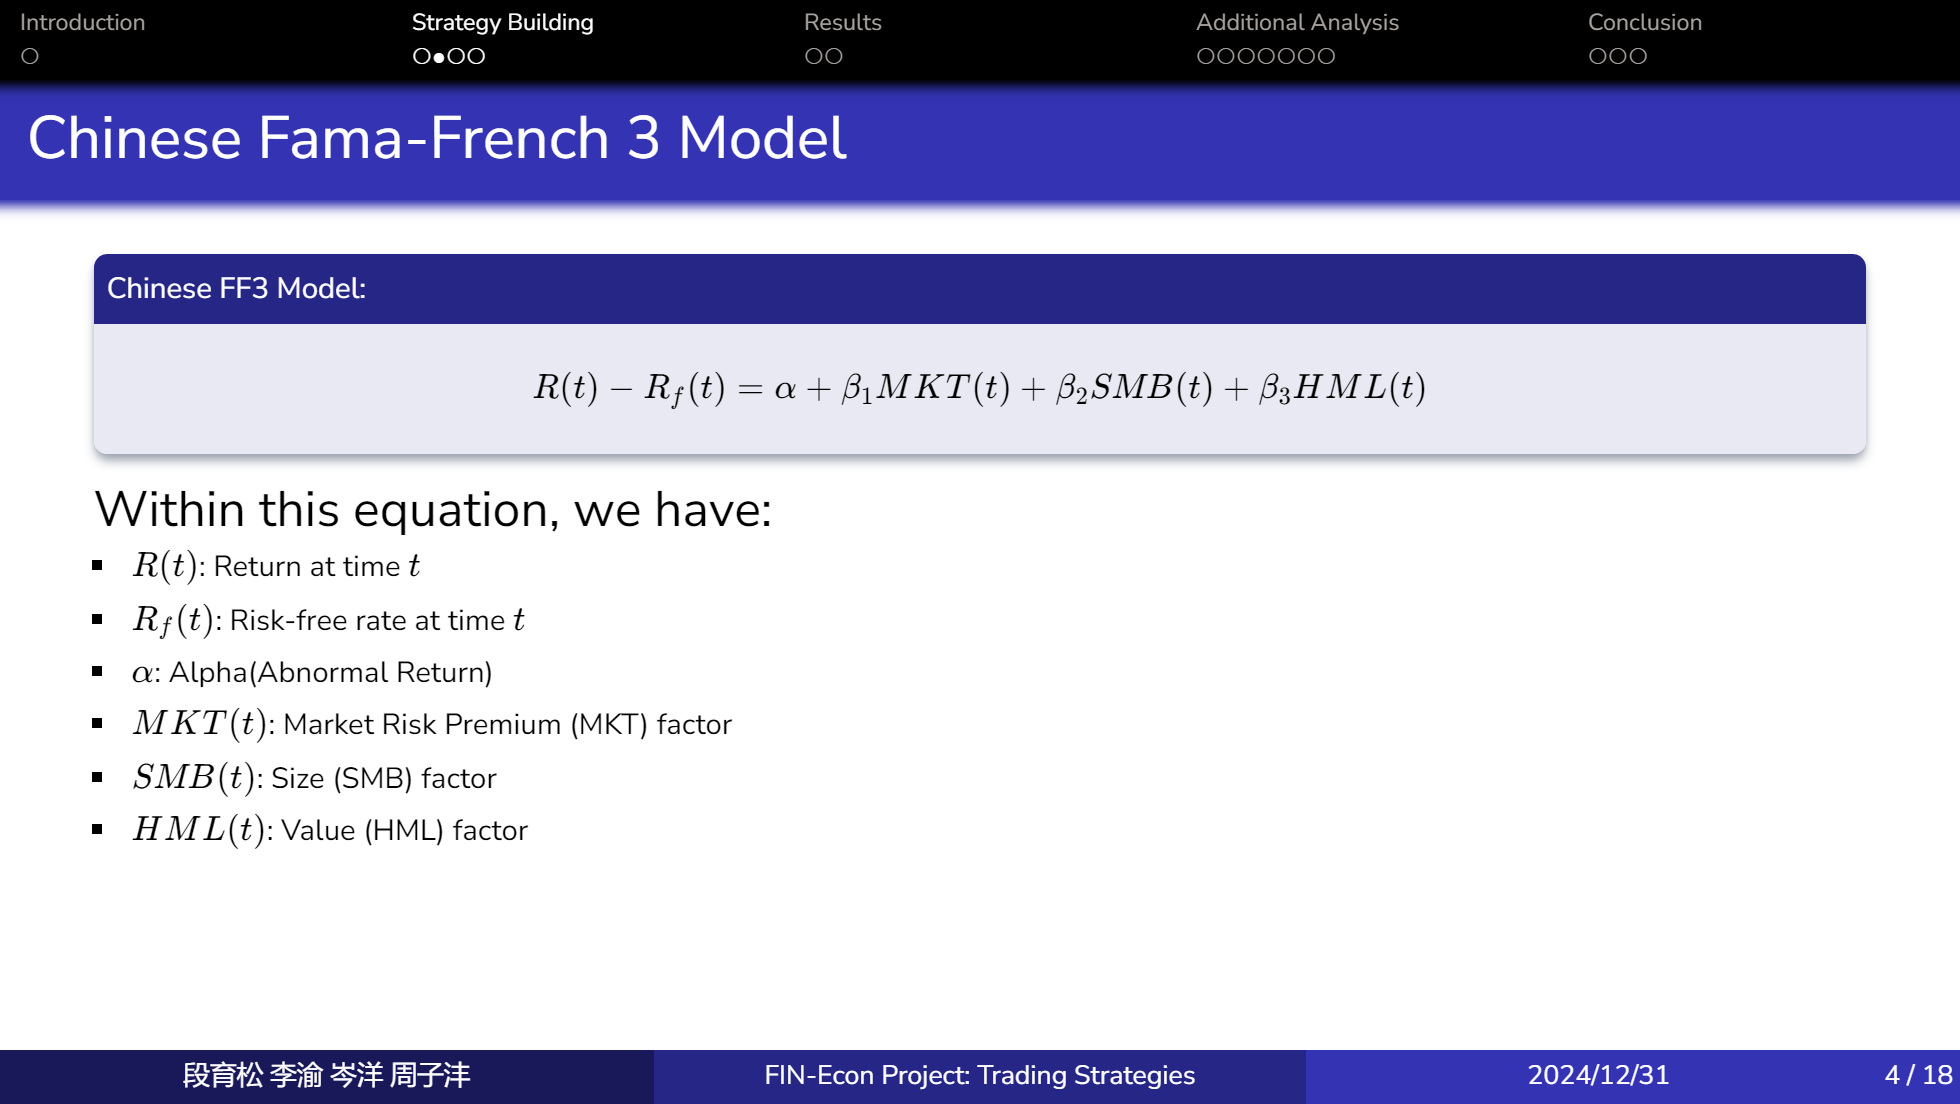 Introduction Strategy Building Results Additional Analysis Conclusion
Chinese Fama-French 3 Model
Chinese FF3 Model:
R(t) − R_f(t) = α + β₁MKT(t) + β₂SMB(t) + β₃HML(t)
Within this equation, we have:
▪ R(t): Return at time t
▪ R_f(t): Risk-free rate at time t
▪ α: Alpha(Abnormal Return)
▪ MKT(t): Market Risk Premium (MKT) factor
▪ SMB(t): Size (SMB) factor
▪ HML(t): Value (HML) factor
段育松 李渝 岑洋 周子沣 FIN-Econ Project: Trading Strategies 2024/12/31 4 / 18